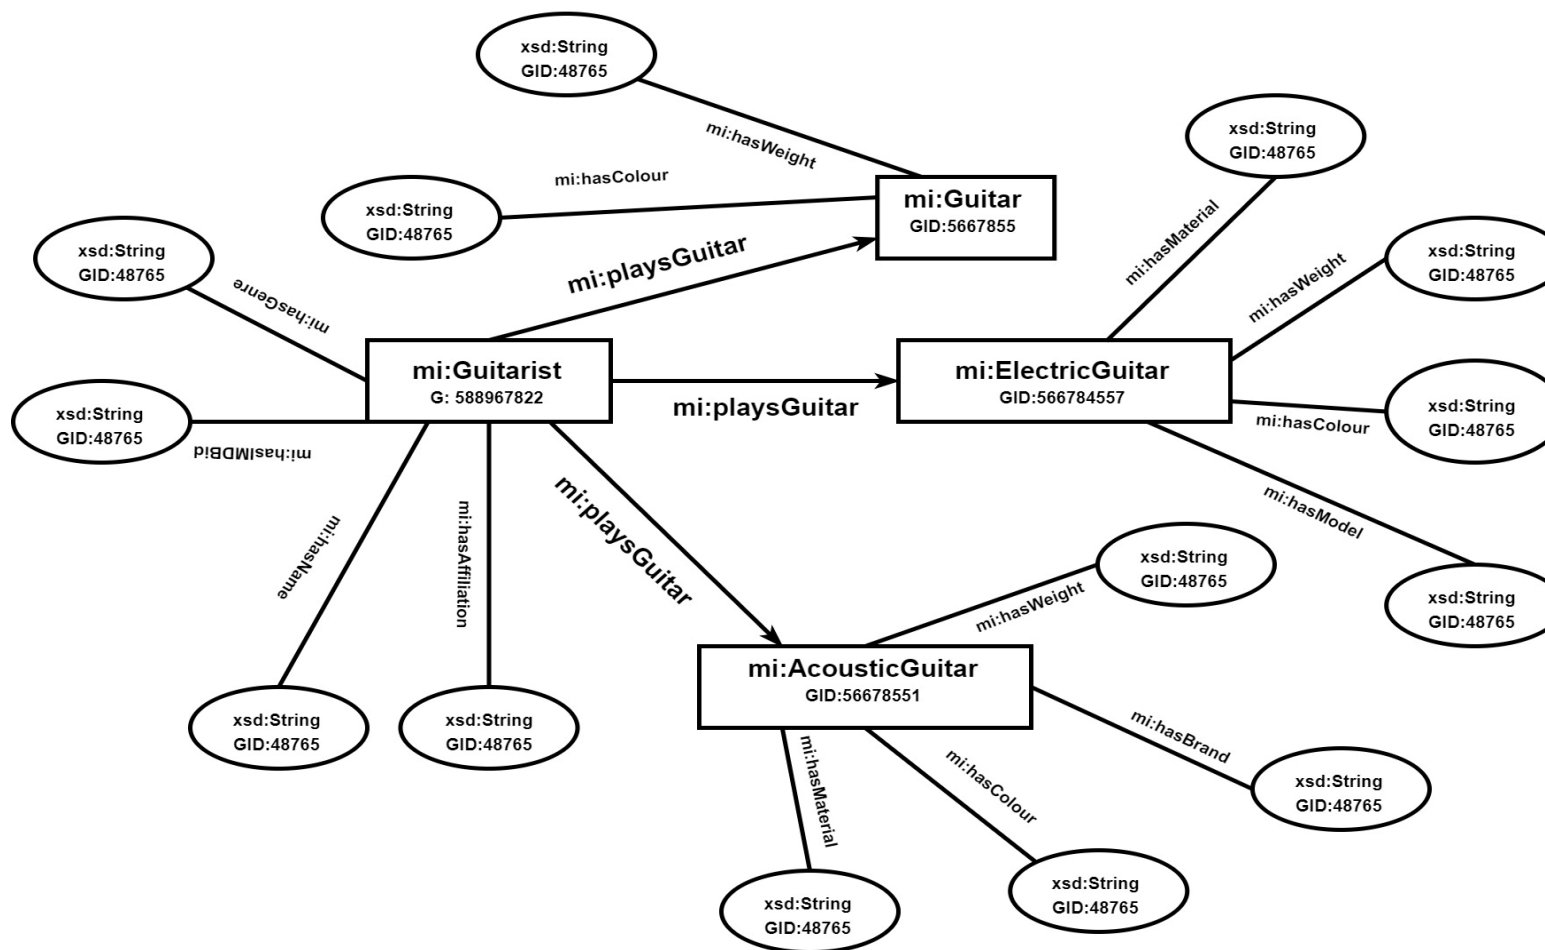 xsd:String
GID:48765
mi:hasWeight
xsd:String
GID:48765
mi:hasMaterial
xsd:String
GID:48765
mi:hasColour
mi:Guitar
GID:5667855
xsd:String
GID:48765
mi:hasGenre
mi:playsGuitar
xsd:String
GID:48765
mi:hasWeight
mi:Guitarist
G: 588967822
mi:playsGuitar
mi:ElectricGuitar
GID:566784557
xsd:String
GID:48765
mi:hasIMDBid
xsd:String
GID:48765
mi:hasColour
mi:hasName
mi:hasAffiliation
mi:playsGuitar
mi:hasModel
xsd:String
GID:48765
mi:hasWeight
xsd:String
GID:48765
mi:AcousticGuitar
GID:56678551
xsd:String
GID:48765
xsd:String
GID:48765
mi:hasMaterial
mi:hasColour
mi:hasBrand
xsd:String
GID:48765
xsd:String
GID:48765
xsd:String
GID:48765